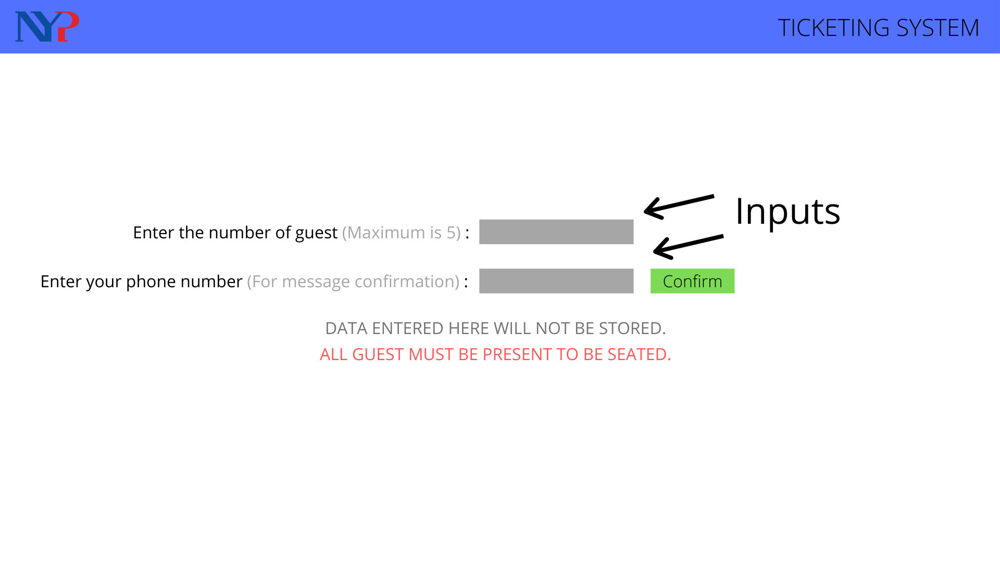 NYP
TICKETING SYSTEM
Inputs
Enter the number of guest (Maximum is 5) :
Enter your phone number (For message confirmation) :
Confirm
DATA ENTERED HERE WILL NOT BE STORED.
ALL GUEST MUST BE PRESENT TO BE SEATED.